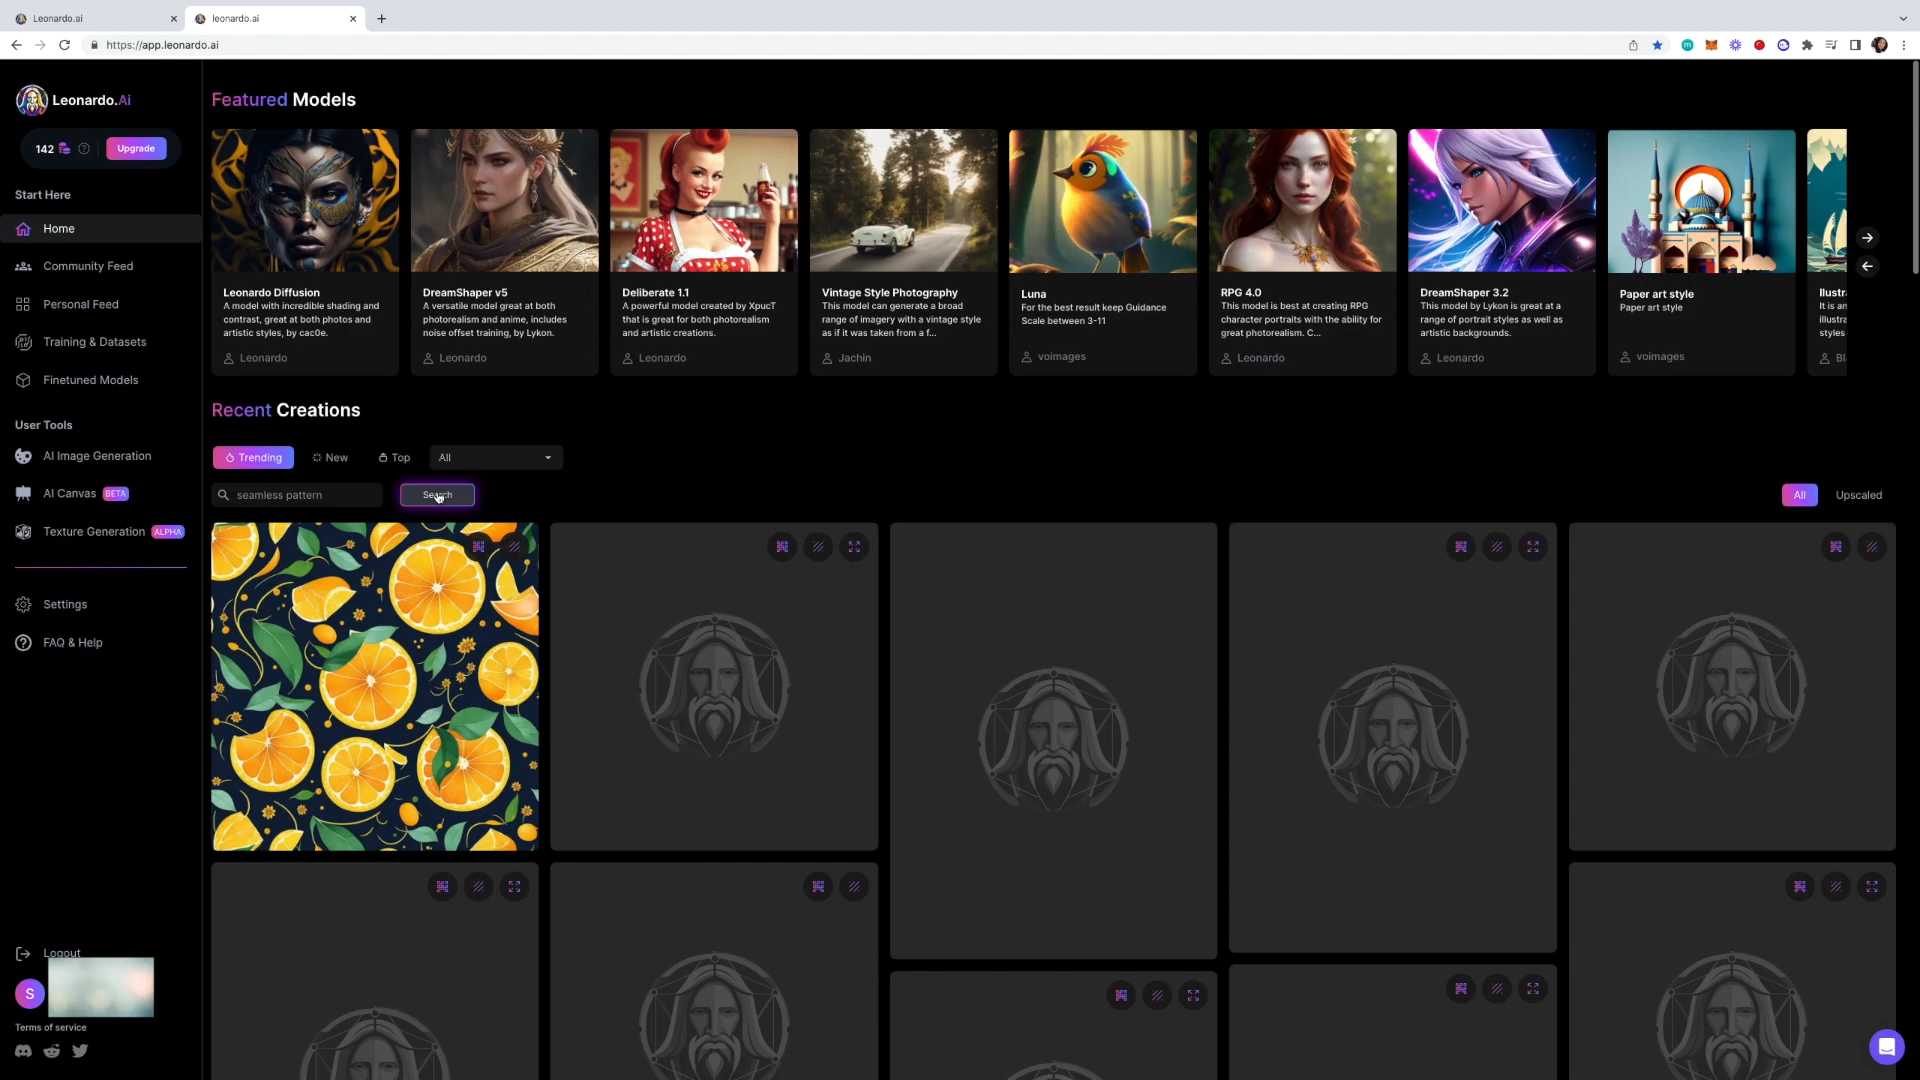 Leonardo.ai
leonardo.ai
https://app.leonardo.ai
Leonardo.Ai
142
Upgrade
Start Here
Home
Community Feed
Personal Feed
Training & Datasets
Finetuned Models
User Tools
AI Image Generation
AI Canvas BETA
Texture Generation ALPHA
Settings
FAQ & Help
Logout
S
Terms of service
Featured Models
Leonardo Diffusion
A model with incredible shading and
contrast, great at both photos and
artistic styles, by cac0e.
Leonardo
DreamShaper v5
A versatile model great at both
photorealism and anime, includes
noise offset training, by Lykon.
Leonardo
Deliberate 1.1
A powerful model created by XpucT
that is great for both photorealism
and artistic creations.
Leonardo
Vintage Style Photography
This model can generate a broad
range of imagery with a vintage style
as if it was taken from a f...
Jachin
Luna
For the best result keep Guidance
Scale between 3-11
voimages
RPG 4.0
This model is best at creating RPG
character portraits with the ability for
great photorealism. C...
Leonardo
DreamShaper 3.2
This model by Lykon is great at a
range of portrait styles as well as
artistic backgrounds.
Leonardo
Paper art style
Paper art style
voimages
Illustra
It is an
illustra
styles
Bl
Recent Creations
Trending
New
Top
All
seamless pattern
Search
All
Upscaled